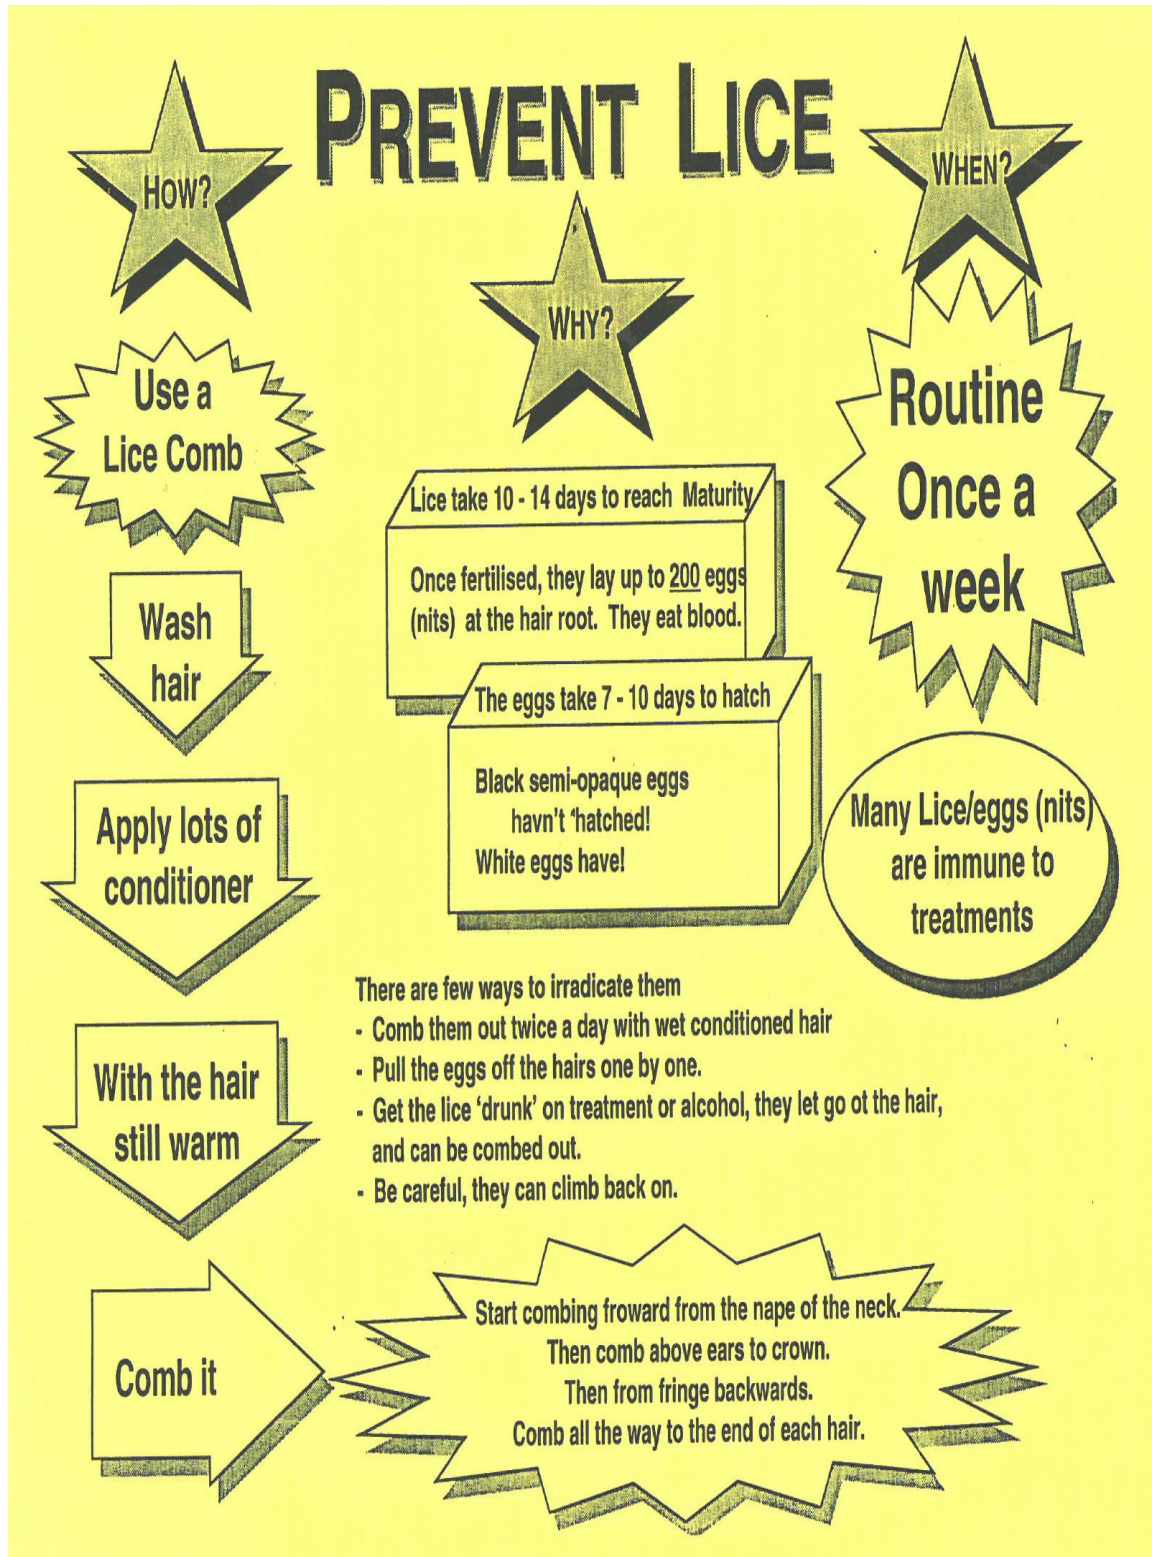 PREVENT LICE
HOW?
Use a
Lice Comb
Wash
hair
Apply lots of
conditioner
With the hair
still warm
Comb it
WHY?
Lice take 10 - 14 days to reach Maturity
Once fertilised, they lay up to 200 eggs
(nits) at the hair root. They eat blood.
The eggs take 7 - 10 days to hatch
Black semi-opaque eggs
havn't 'hatched!
White eggs have!
WHEN?
Routine
Once a
week
Many Lice/eggs (nits)
are immune to
treatments
There are few ways to irradicate them
- Comb them out twice a day with wet conditioned hair
- Pull the eggs off the hairs one by one.
- Get the lice 'drunk' on treatment or alcohol, they let go ot the hair,
and can be combed out.
- Be careful, they can climb back on.
Start combing froward from the nape of the neck.
Then comb above ears to crown.
Then from fringe backwards.
Comb all the way to the end of each hair.